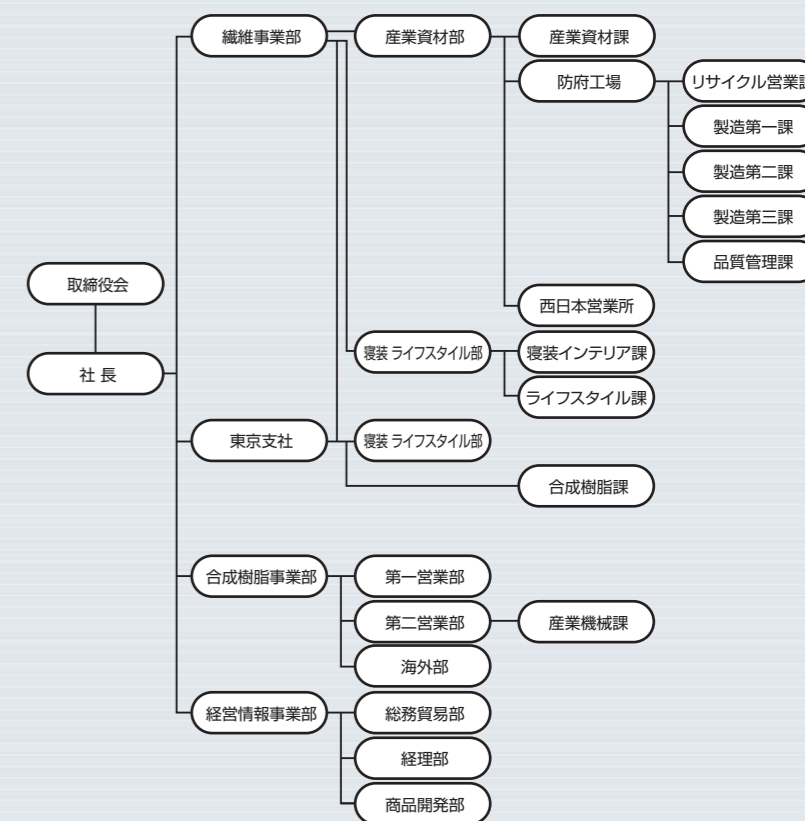 繊維事業部
産業資材部
産業資材課
防府工場
リサイクル営業
製造第一課
製造第二課
製造第三課
品質管理課
西日本営業所
寝装 ライフスタイル部
寝装インテリア課
ライフスタイル課
取締役会
社 長
東京支社
寝装 ライフスタイル部
合成樹脂課
合成樹脂事業部
第一営業部
第二営業部
産業機械課
海外部
経営情報事業部
総務貿易部
経理部
商品開発部